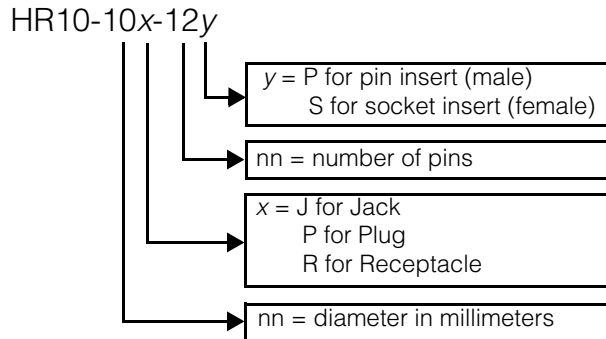 HR10-10x-12y
y = P for pin insert (male)
S for socket insert (female)
nn = number of pins
x = J for Jack
P for Plug
R for Receptacle
nn = diameter in millimeters